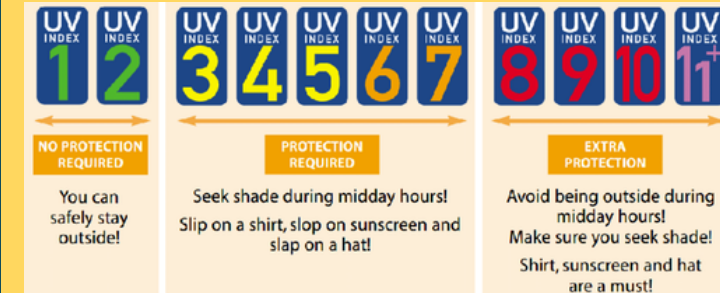 UV UV
INDEX INDEX
1 2
NO PROTECTION
REQUIRED
You can
safely stay
outside!
UV UV UV UV UV
INDEX INDEX INDEX INDEX INDEX
3 4 5 6 7
PROTECTION
REQUIRED
Seek shade during midday hours!
Slip on a shirt, slop on sunscreen and
slap on a hat!
UV UV UV UV
INDEX INDEX INDEX INDEX
8 9 10 11+
EXTRA
PROTECTION
Avoid being outside during
midday hours!
Make sure you seek shade!
Shirt, sunscreen and hat
are a must!